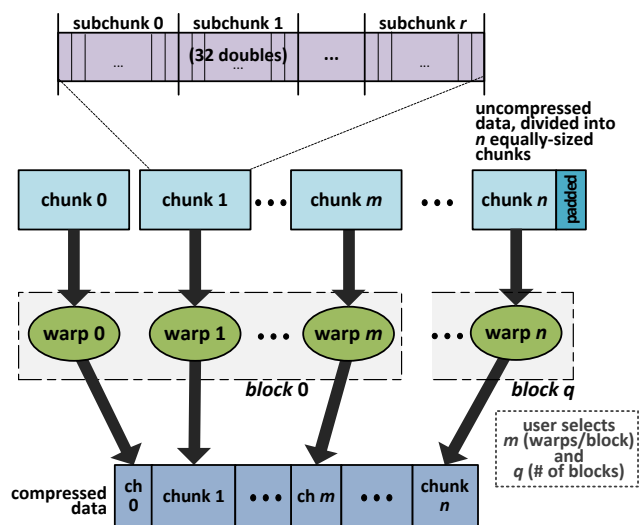 subchunk 0 subchunk 1 subchunk r
... (32 doubles) ... ... ...
uncompressed
data, divided into
n equally-sized
chunks
chunk 0 chunk 1 ••• chunk m ••• chunk n padded
warp 0 warp 1 ••• warp m ••• warp n
block 0 block q
user selects
m (warps/block)
and
q (# of blocks)
compressed
data
ch
0
chunk 1 ••• ch m ••• chunk
n